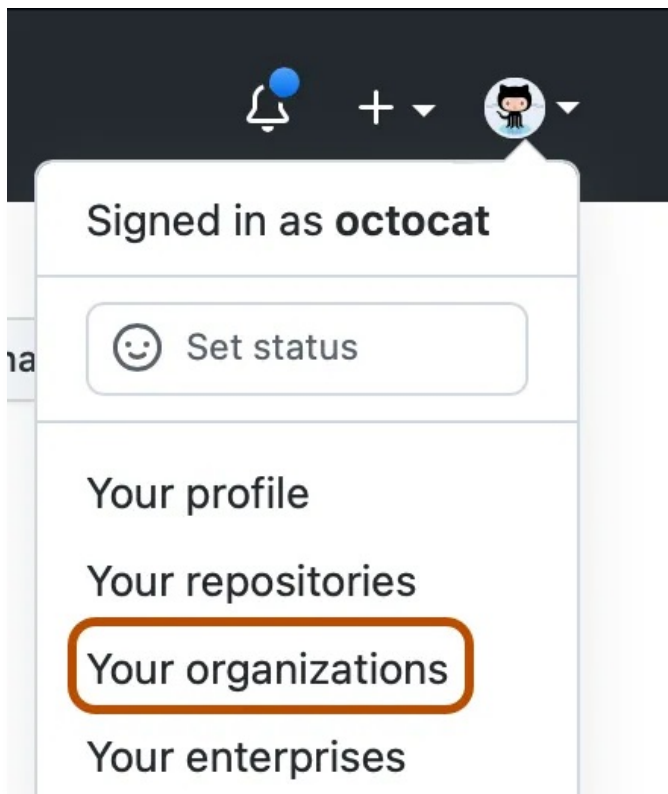 Signed in as octocat
Set status
Your profile
Your repositories
Your organizations
Your enterprises